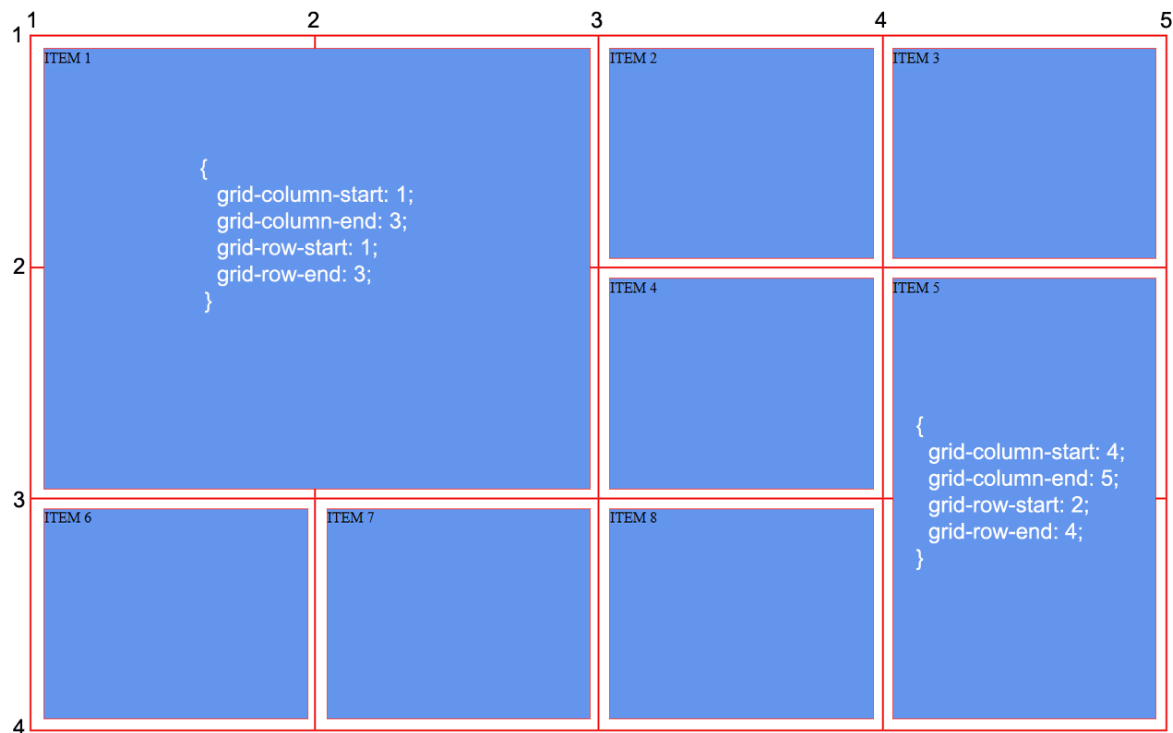 1 2 3 4 5
1
ITEM 1 ITEM 2 ITEM 3
{
grid-column-start: 1;
grid-column-end: 3;
grid-row-start: 1;
grid-row-end: 3;
}
2
ITEM 4 ITEM 5
{
grid-column-start: 4;
grid-column-end: 5;
grid-row-start: 2;
grid-row-end: 4;
}
3
ITEM 6 ITEM 7 ITEM 8
4